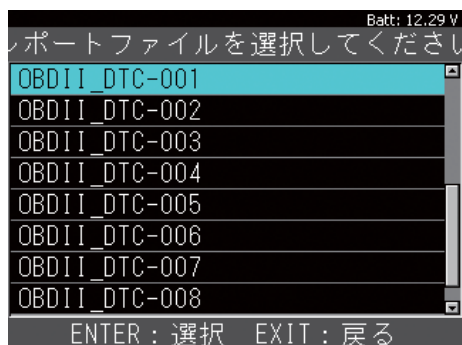 Batt: 12.29 V
レポートファイルを選択してくださ
OBDII_DTC-001
OBDII_DTC-002
OBDII_DTC-003
OBDII_DTC-004
OBDII_DTC-005
OBDII_DTC-006
OBDII_DTC-007
OBDII_DTC-008
ENTER : 選択 EXIT : 戻る